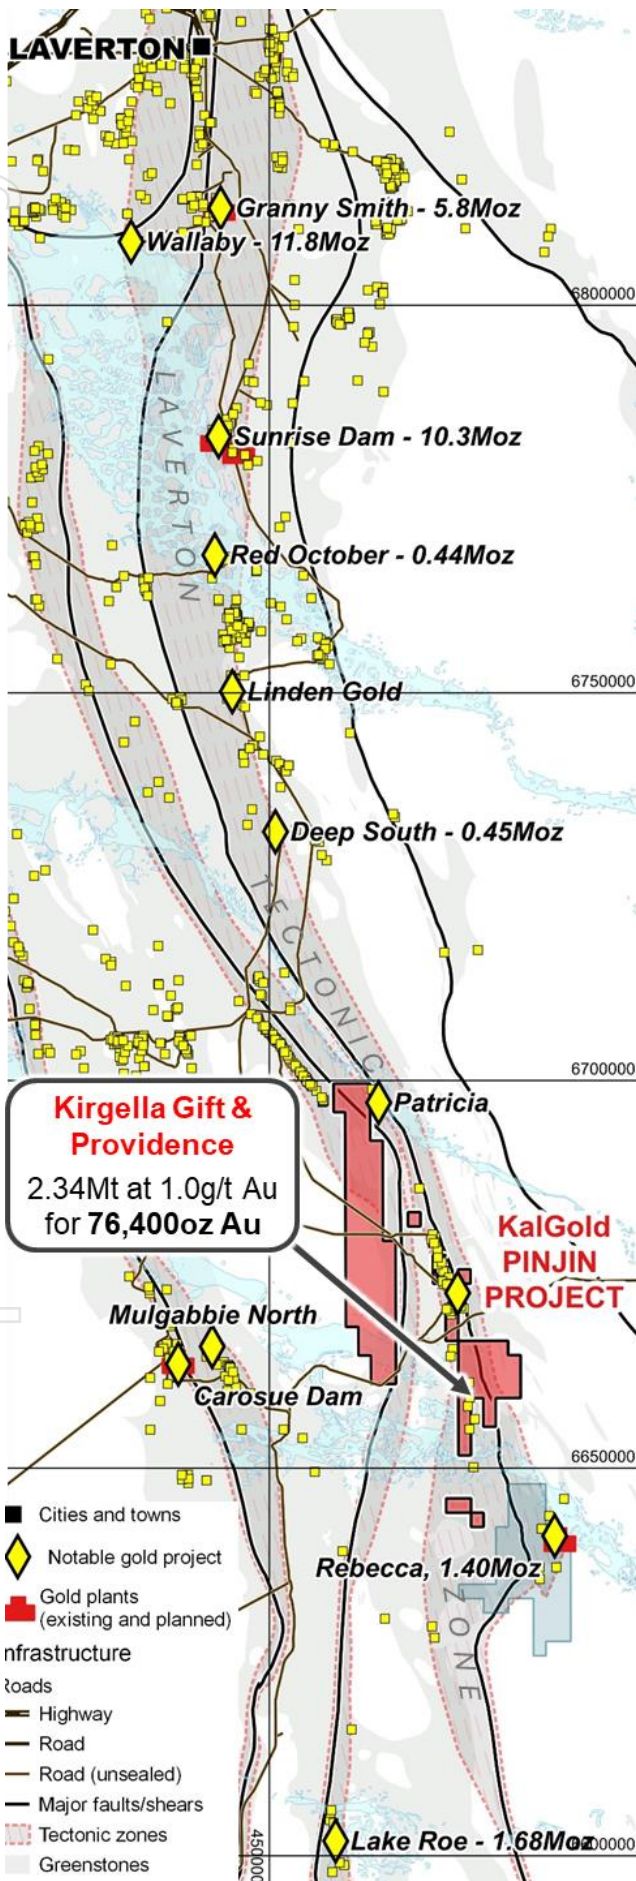 LAVERTON
Granny Smith - 5.8Moz
Wallaby - 11.8Moz
6800000
LAVERTON
Sunrise Dam - 10.3Moz
Red October - 0.44Moz
Linden Gold
6750000
Deep South - 0.45Moz
TECTONIC
6700000
Patricia
Kirgella Gift &
Providence
2.34Mt at 1.0g/t Au
for 76,400oz Au
KalGold
PINJIN
PROJECT
Mulgabbie North
Carosue Dam
6650000
Rebecca, 1.40Moz
ZONE
Cities and towns
Notable gold project
Gold plants
(existing and planned)
nfrastructure
Roads
Highway
Road
Road (unsealed)
Major faults/shears
Tectonic zones
Greenstones
Lake Roe - 1.68Moz